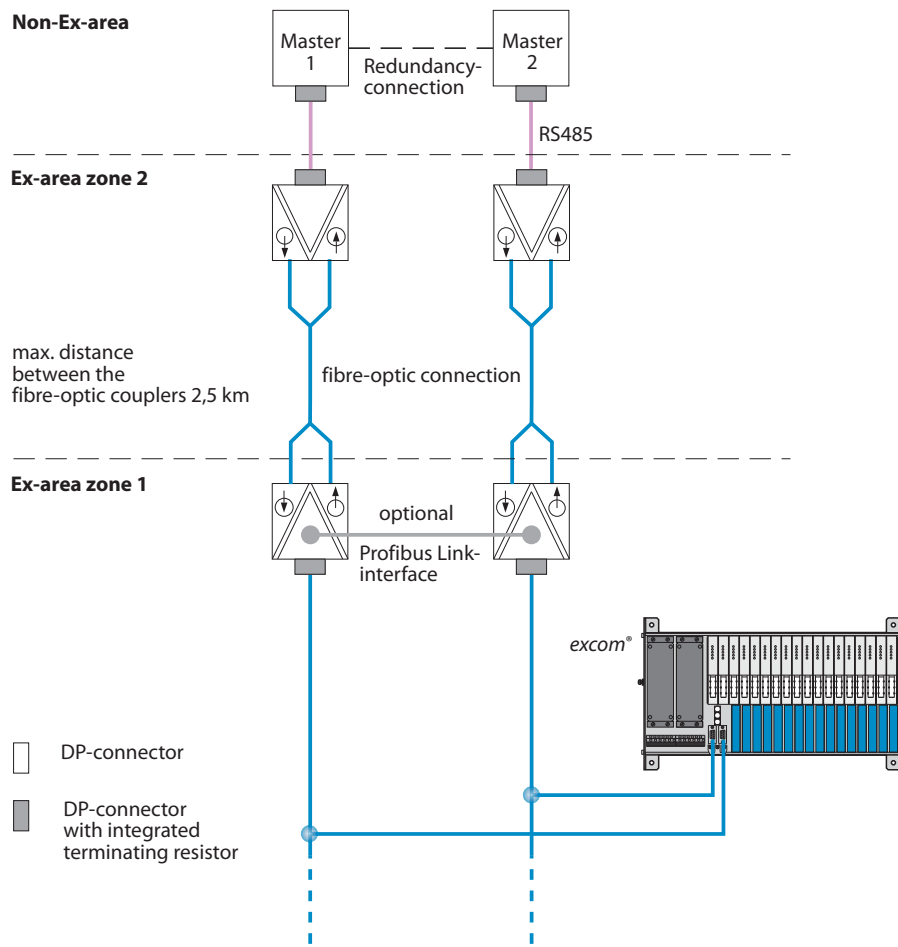 Non-Ex-area
Master
1
Master
2
Redundancy-
connection
RS485
Ex-area zone 2
max. distance
between the
fibre-optic couplers 2,5 km
fibre-optic connection
Ex-area zone 1
optional
Profibus Link-
interface
excom®
DP-connector
DP-connector
with integrated
terminating resistor